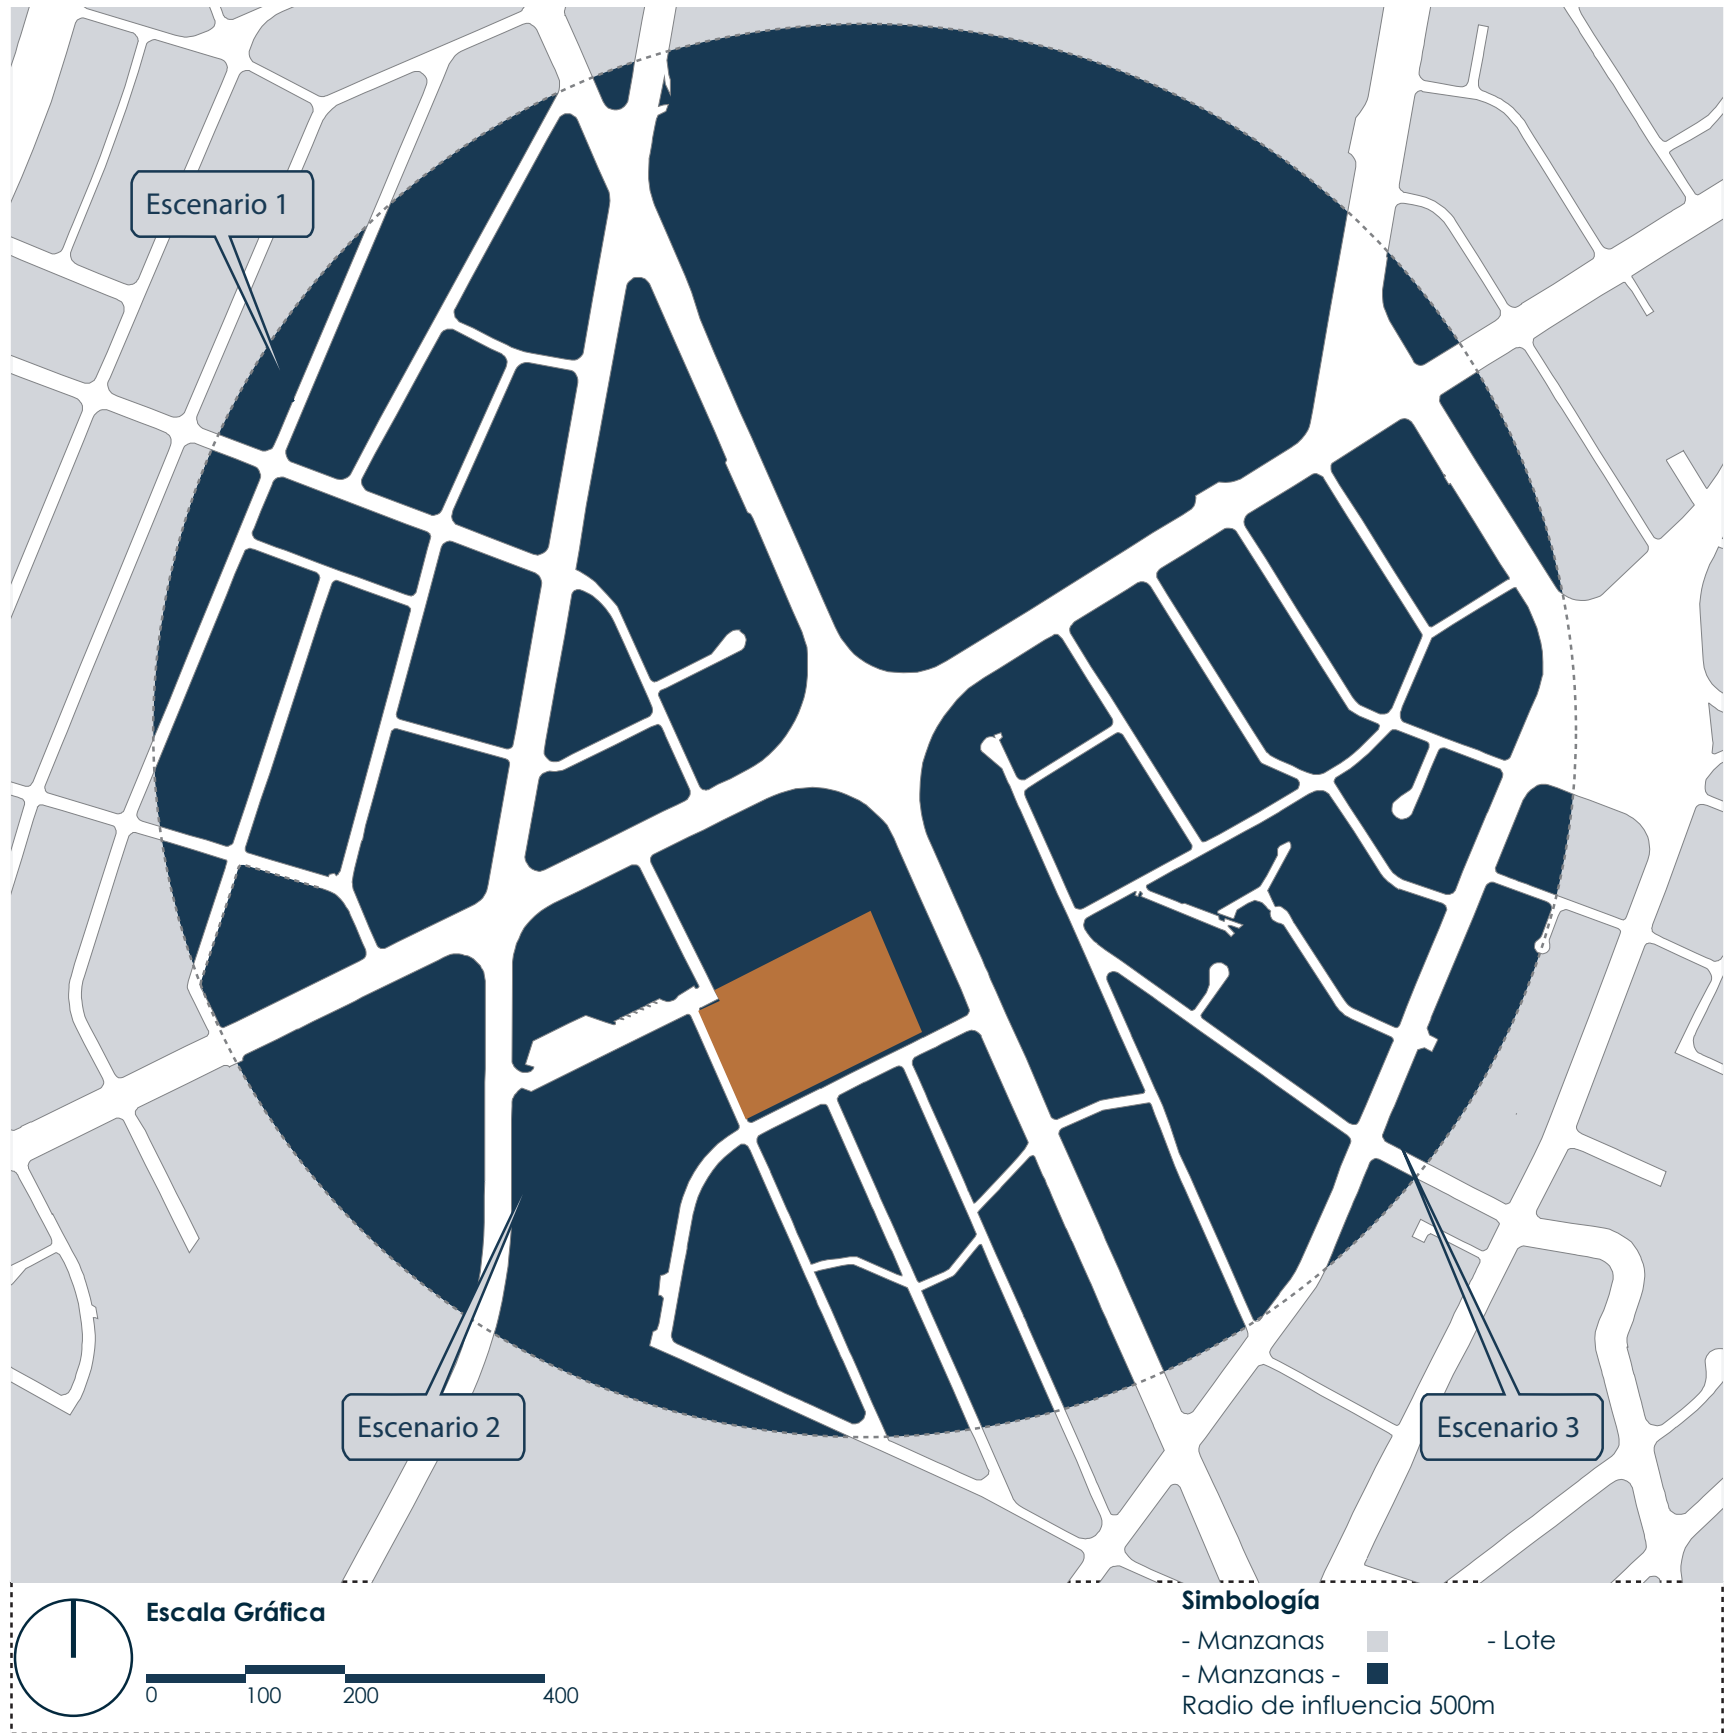 Escenario 1
Escenario 2
Escenario 3
Escala Gráfica
0 100 200 400
Simbología
- Manzanas - Lote
- Manzanas -
Radio de influencia 500m